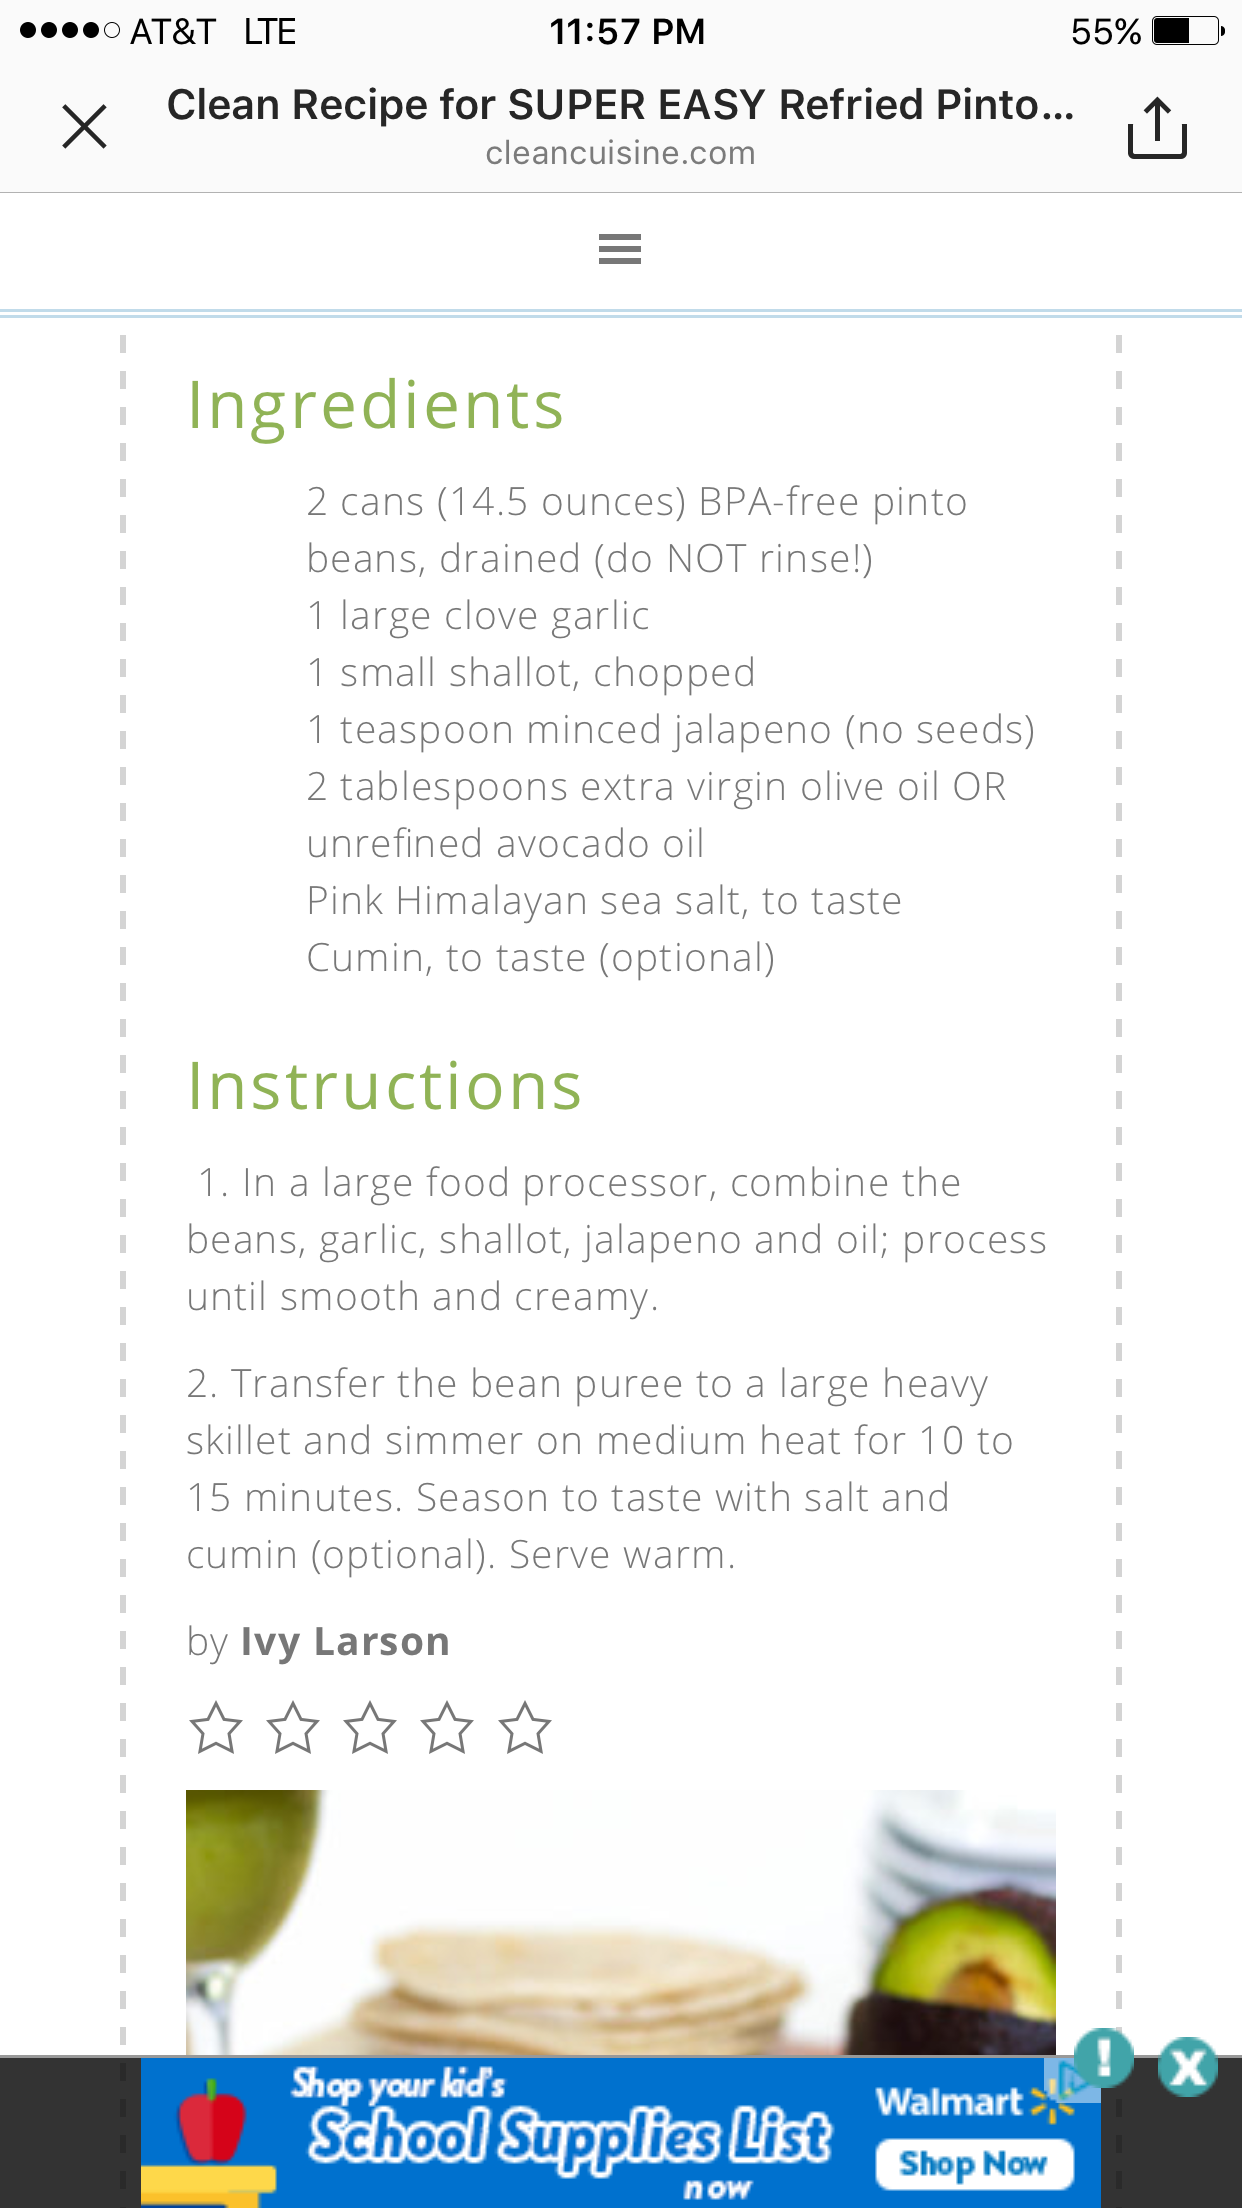 AT&T LTE 11:57 PM 55%
Clean Recipe for SUPER EASY Refried Pinto...
cleancuisine.com
Ingredients
2 cans (14.5 ounces) BPA-free pinto
beans, drained (do NOT rinse!)
1 large clove garlic
1 small shallot, chopped
1 teaspoon minced jalapeno (no seeds)
2 tablespoons extra virgin olive oil OR
unrefined avocado oil
Pink Himalayan sea salt, to taste
Cumin, to taste (optional)
Instructions
1. In a large food processor, combine the
beans, garlic, shallot, jalapeno and oil; process
until smooth and creamy.
2. Transfer the bean puree to a large heavy
skillet and simmer on medium heat for 10 to
15 minutes. Season to taste with salt and
cumin (optional). Serve warm.
by Ivy Larson
Shop your kid's
School Supplies List
now
Walmart
Shop Now